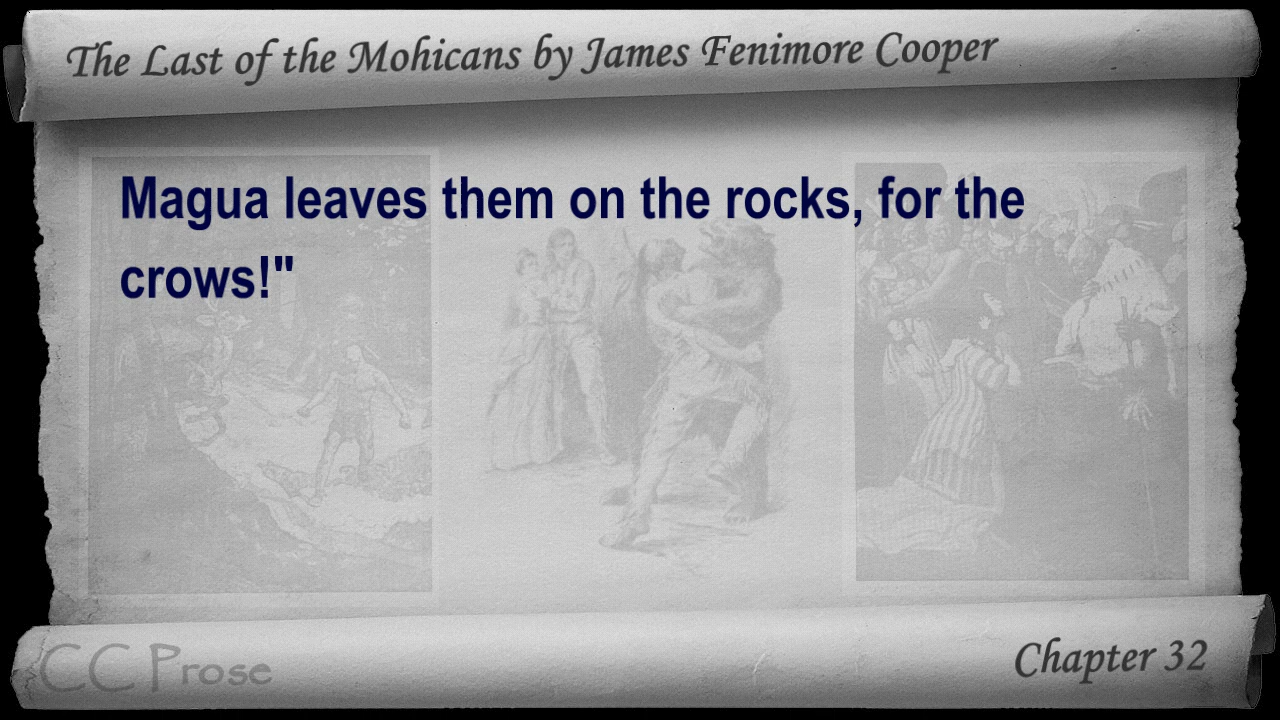 The Last of the Mohicans by James Fenimore Cooper
Magua leaves them on the rocks, for the
crows!"
CC Prose
Chapter 32